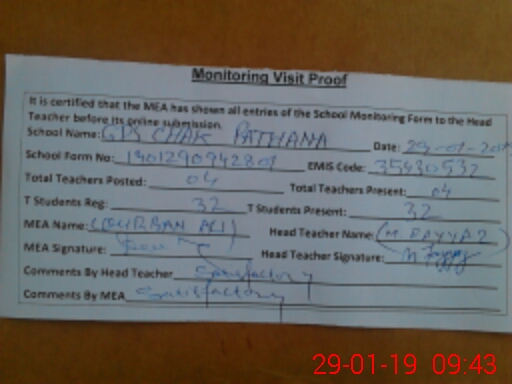 Monitoring Visit Proof
It is certified that the MEA has shown all entries of the School Monitoring Form to the Head
Teacher before its online submission.
School Name: GPS CHAK PATHANA Date: 29-01-
School Form No: EMIS Code: 35430532
Total Teachers Posted: 04 Total Teachers Present: 04
T Students Reg: 32 T Students Present: 32
MEA Name: (QURBAN ALI) Head Teacher Name: (M. FAYYAZ)
MEA Signature: Head Teacher Signature:
Comments By Head Teacher Satisfactory
Comments By MEA Satisfactory
29-01-19 09:43